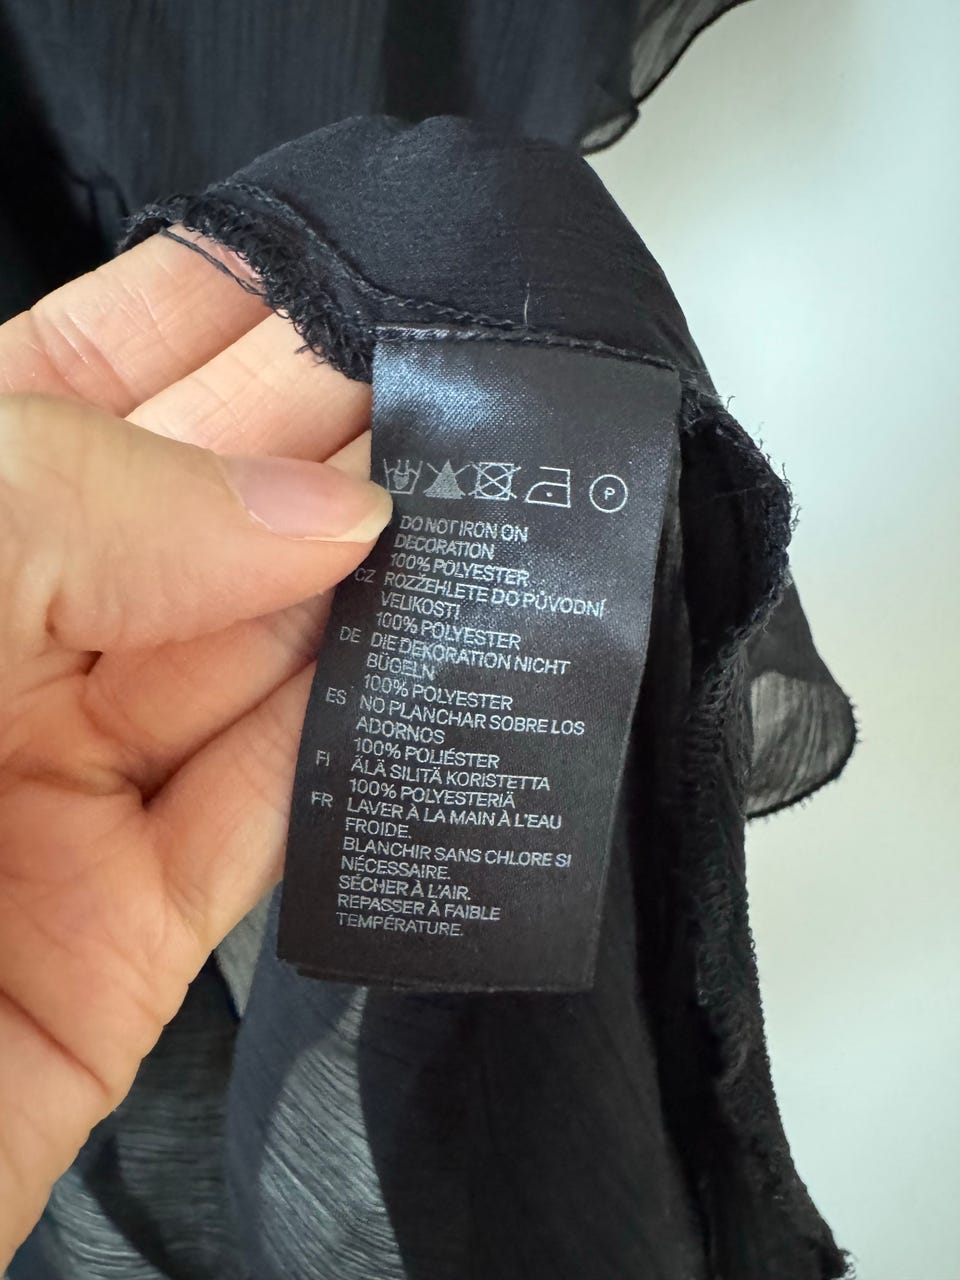 P
DO NOT IRON ON
DECORATION
100% POLYESTER
CZ ROZŽEHLETE DO PŮVODNÍ
VELIKOSTI
100% POLYESTER
DE DIE DEKORATION NICHT
BÜGELN
100% POLYESTER
ES NO PLANCHAR SOBRE LOS
ADORNOS
100% POLIÉSTER
FI ÄLÄ SILITÄ KORISTETTA
100% POLYESTERIÄ
FR LAVER À LA MAIN À L'EAU
FROIDE.
BLANCHIR SANS CHLORE SI
NÉCESSAIRE.
SÉCHER À L'AIR.
REPASSER À FAIBLE
TEMPÉRATURE.